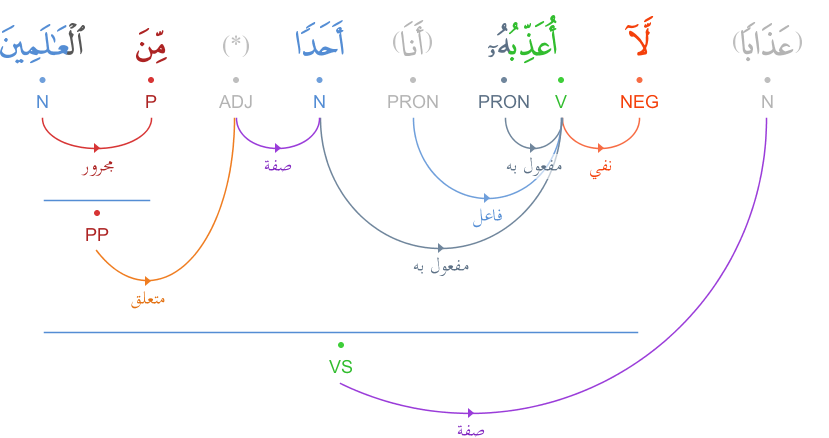 (عَذَابًا) لَّآ أُعَذِّبُهُۥٓ (أَنَا) أَحَدًا (*) مِّنَ ٱلْعَـٰلَمِينَ
N NEG V PRON PRON N ADJ P N
نفي مفعول به صفة مجرور
فاعل
PP
مفعول به
متعلق
VS
صفة